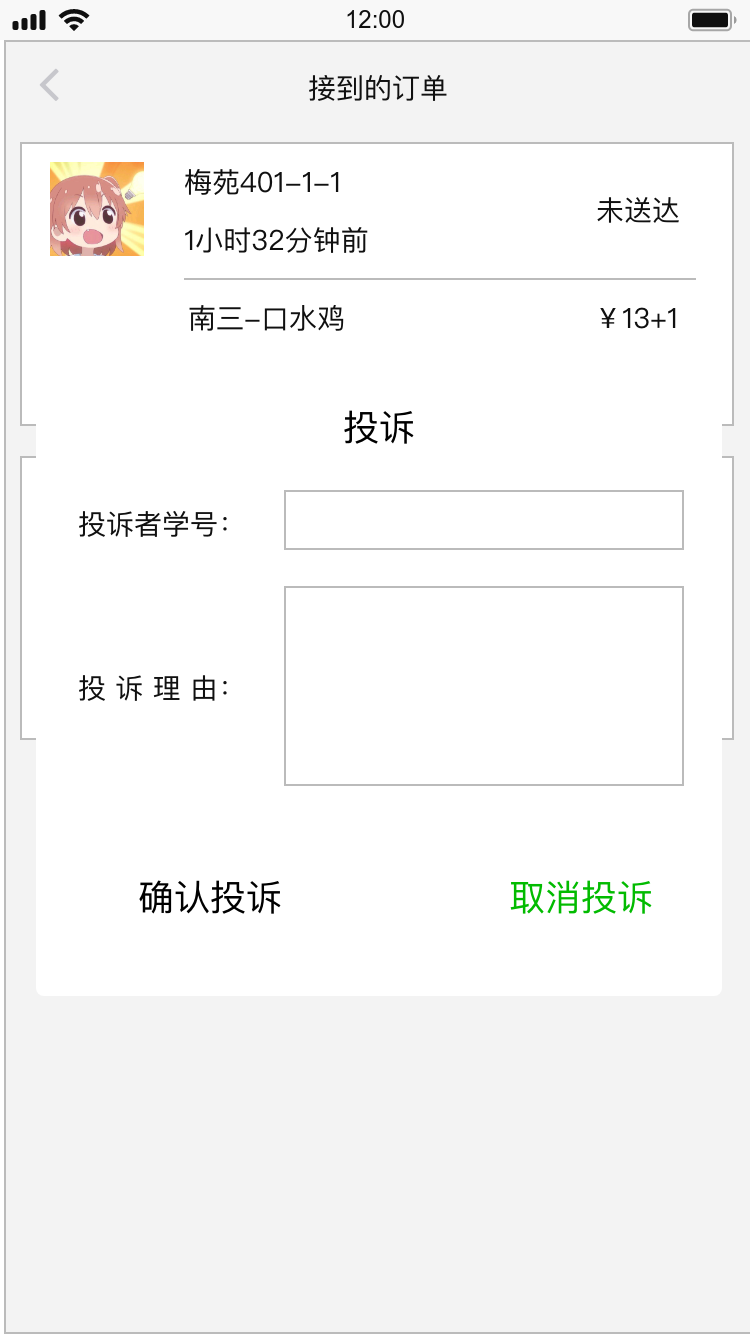 12:00
接到的订单
梅苑401-1-1
未送达
1小时32分钟前
南三-口水鸡
¥13+1
投诉
投诉者学号：
投 诉 理 由：
确认投诉
取消投诉